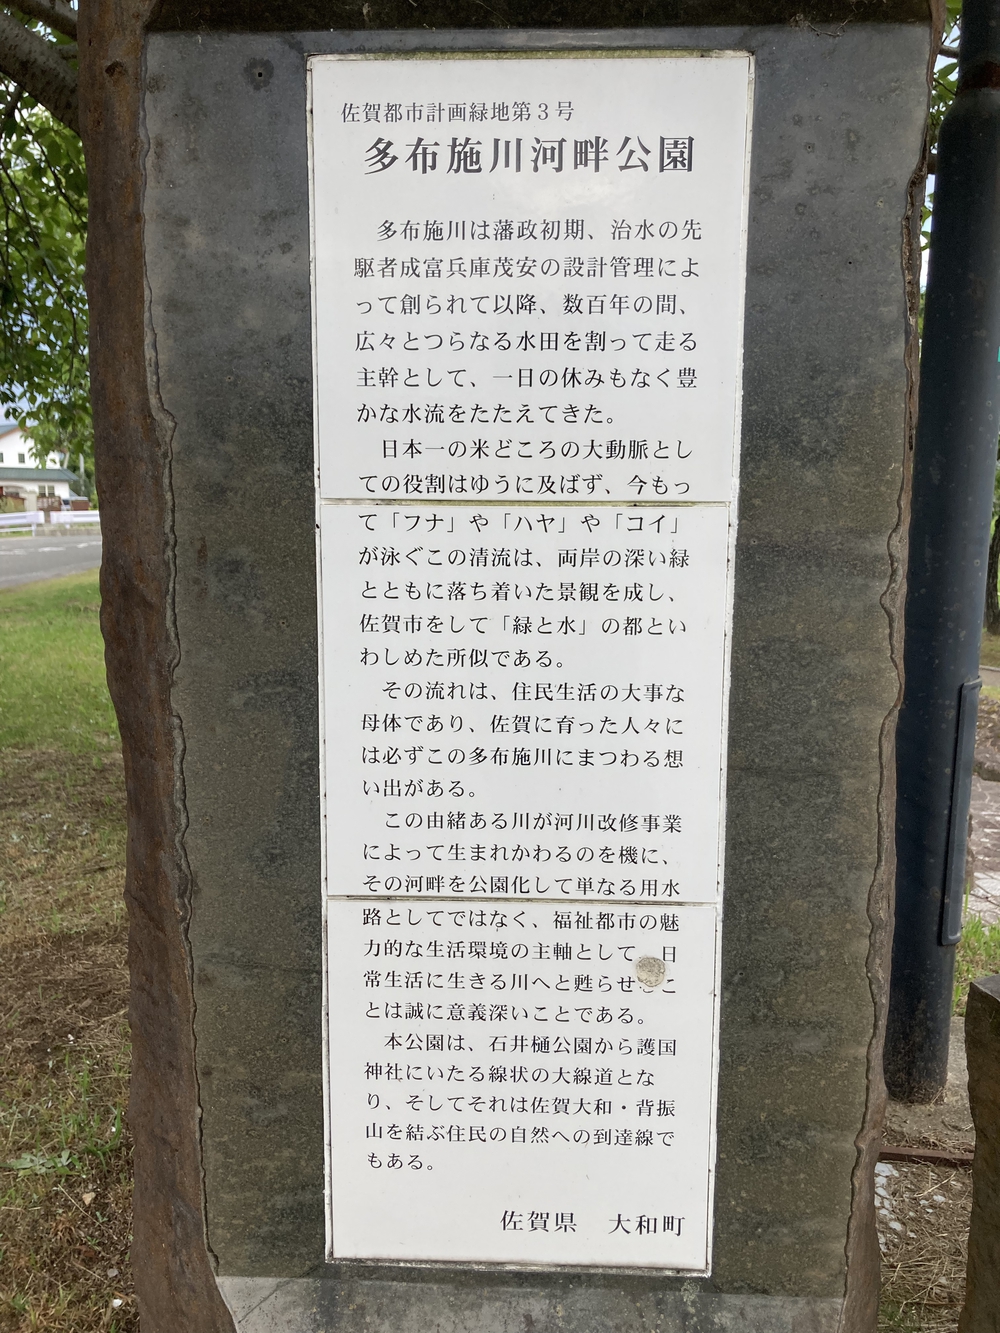 佐賀都市計画緑地第３号
多布施川河畔公園
多布施川は藩政初期、治水の先
駆者成富兵庫茂安の設計管理によ
って創られて以降、数百年の間、
広々とつらなる水田を割って走る
主幹として、一日の休みもなく豊
かな水流をたたえてきた。
日本一の米どころの大動脈とし
ての役割はゆうに及ばず、今もっ
て「フナ」や「ハヤ」や「コイ」
が泳ぐこの清流は、両岸の深い緑
とともに落ち着いた景観を成し、
佐賀市をして「緑と水」の都とい
わしめた所似である。
その流れは、住民生活の大事な
母体であり、佐賀に育った人々に
は必ずこの多布施川にまつわる想
い出がある。
この由緒ある川が河川改修事業
によって生まれかわるのを機に、
その河畔を公園化して単なる用水
路としてではなく、福祉都市の魅
力的な生活環境の主軸として、日
常生活に生きる川へと甦らせこ
とは誠に意義深いことである。
本公園は、石井樋公園から護国
神社にいたる線状の大線道とな
り、そしてそれは佐賀大和・背振
山を結ぶ住民の自然への到達線で
もある。
佐賀県　大和町